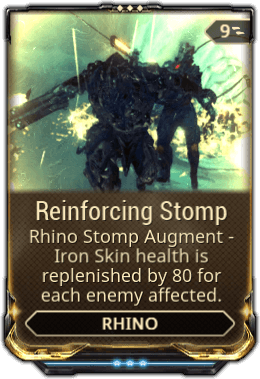 9
Reinforcing Stomp
Rhino Stomp Augment -
Iron Skin health is
replenished by 80 for
each enemy affected.
RHINO